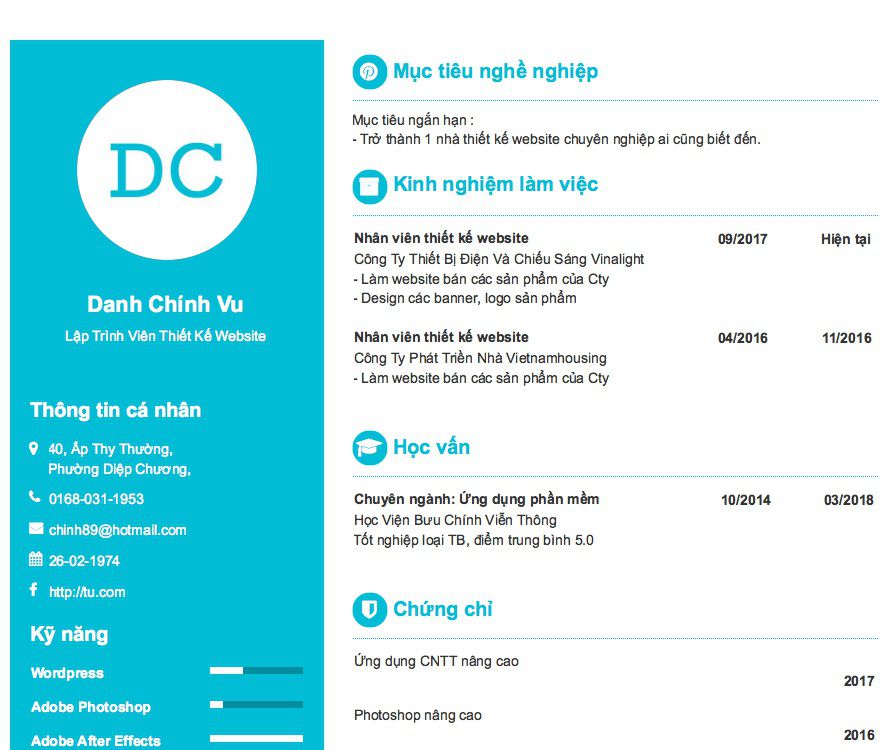 DC
Danh Chính Vu
Lập Trình Viên Thiết Kế Website
Thông tin cá nhân
40, Ấp Thy Thường,
Phường Diệp Chương,
0168-031-1953
chinh89@hotmail.com
26-02-1974
http://tu.com
Kỹ năng
Wordpress
Adobe Photoshop
Adobe After Effects
Mục tiêu nghề nghiệp
Mục tiêu ngắn hạn :
- Trở thành 1 nhà thiết kế website chuyên nghiệp ai cũng biết đến.
Kinh nghiệm làm việc
Nhân viên thiết kế website 09/2017 Hiện tại
Công Ty Thiết Bị Điện Và Chiếu Sáng Vinalight
- Làm website bán các sản phẩm của Cty
- Design các banner, logo sản phẩm
Nhân viên thiết kế website 04/2016 11/2016
Công Ty Phát Triển Nhà Vietnamhousing
- Làm website bán các sản phẩm của Cty
Học vấn
Chuyên ngành: Ứng dụng phần mềm 10/2014 03/2018
Học Viện Bưu Chính Viễn Thông
Tốt nghiệp loại TB, điểm trung bình 5.0
Chứng chỉ
Ứng dụng CNTT nâng cao
2017
Photoshop nâng cao
2016